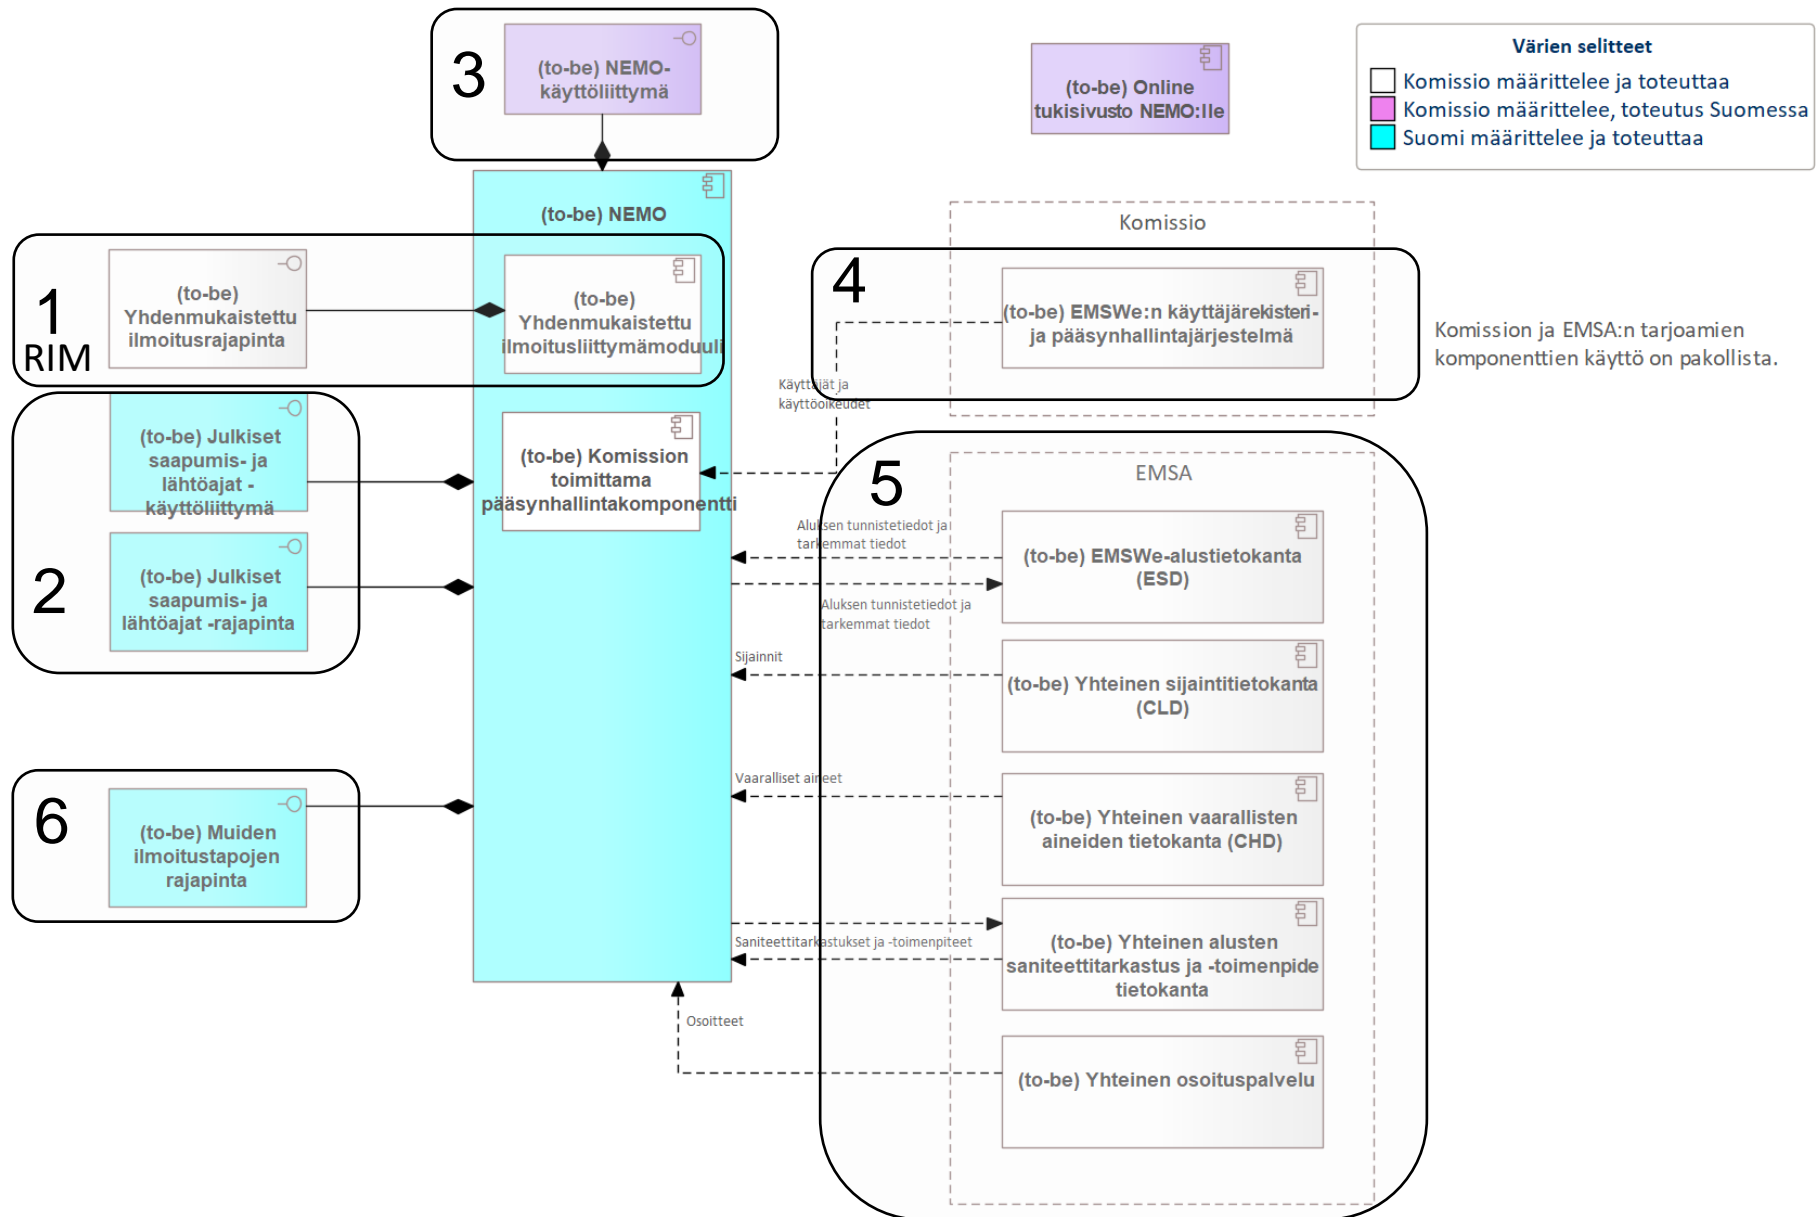 3
(to-be) NEMO-
käyttöliittymä
(to-be) Online
tukisivusto NEMO:lle
Värien selitteet
Komissio määrittelee ja toteuttaa
Komissio määrittelee, toteutus Suomessa
Suomi määrittelee ja toteuttaa
(to-be) NEMO
1
RIM
(to-be)
Yhdenmukaistettu
ilmoitusrajapinta
(to-be)
Yhdenmukaistettu
ilmoitusliittymämoduuli
Komissio
4
(to-be) EMSWe:n käyttäjärekisteri-
ja pääsynhallintajärjestelmä
Komission ja EMSA:n tarjoamien
komponenttien käyttö on pakollista.
Käyttäjät ja
käyttöoikeudet
2
(to-be) Julkiset
saapumis- ja
lähtöajat -
käyttöliittymä
(to-be) Komission
toimittama
pääsynhallintakomponentti
(to-be) Julkiset
saapumis- ja
lähtöajat -rajapinta
5
EMSA
Aluksen tunnistetiedot ja
tarkemmat tiedot
(to-be) EMSWe-alustietokanta
(ESD)
Aluksen tunnistetiedot ja
tarkemmat tiedot
Sijainnit
(to-be) Yhteinen sijaintitietokanta
(CLD)
Vaaralliset aineet
(to-be) Yhteinen vaarallisten
aineiden tietokanta (CHD)
6
(to-be) Muiden
ilmoitustapojen
rajapinta
Saniteettitarkastukset ja -toimenpiteet
(to-be) Yhteinen alusten
saniteettitarkastus ja -toimenpide
tietokanta
Osoitteet
(to-be) Yhteinen osoituspalvelu